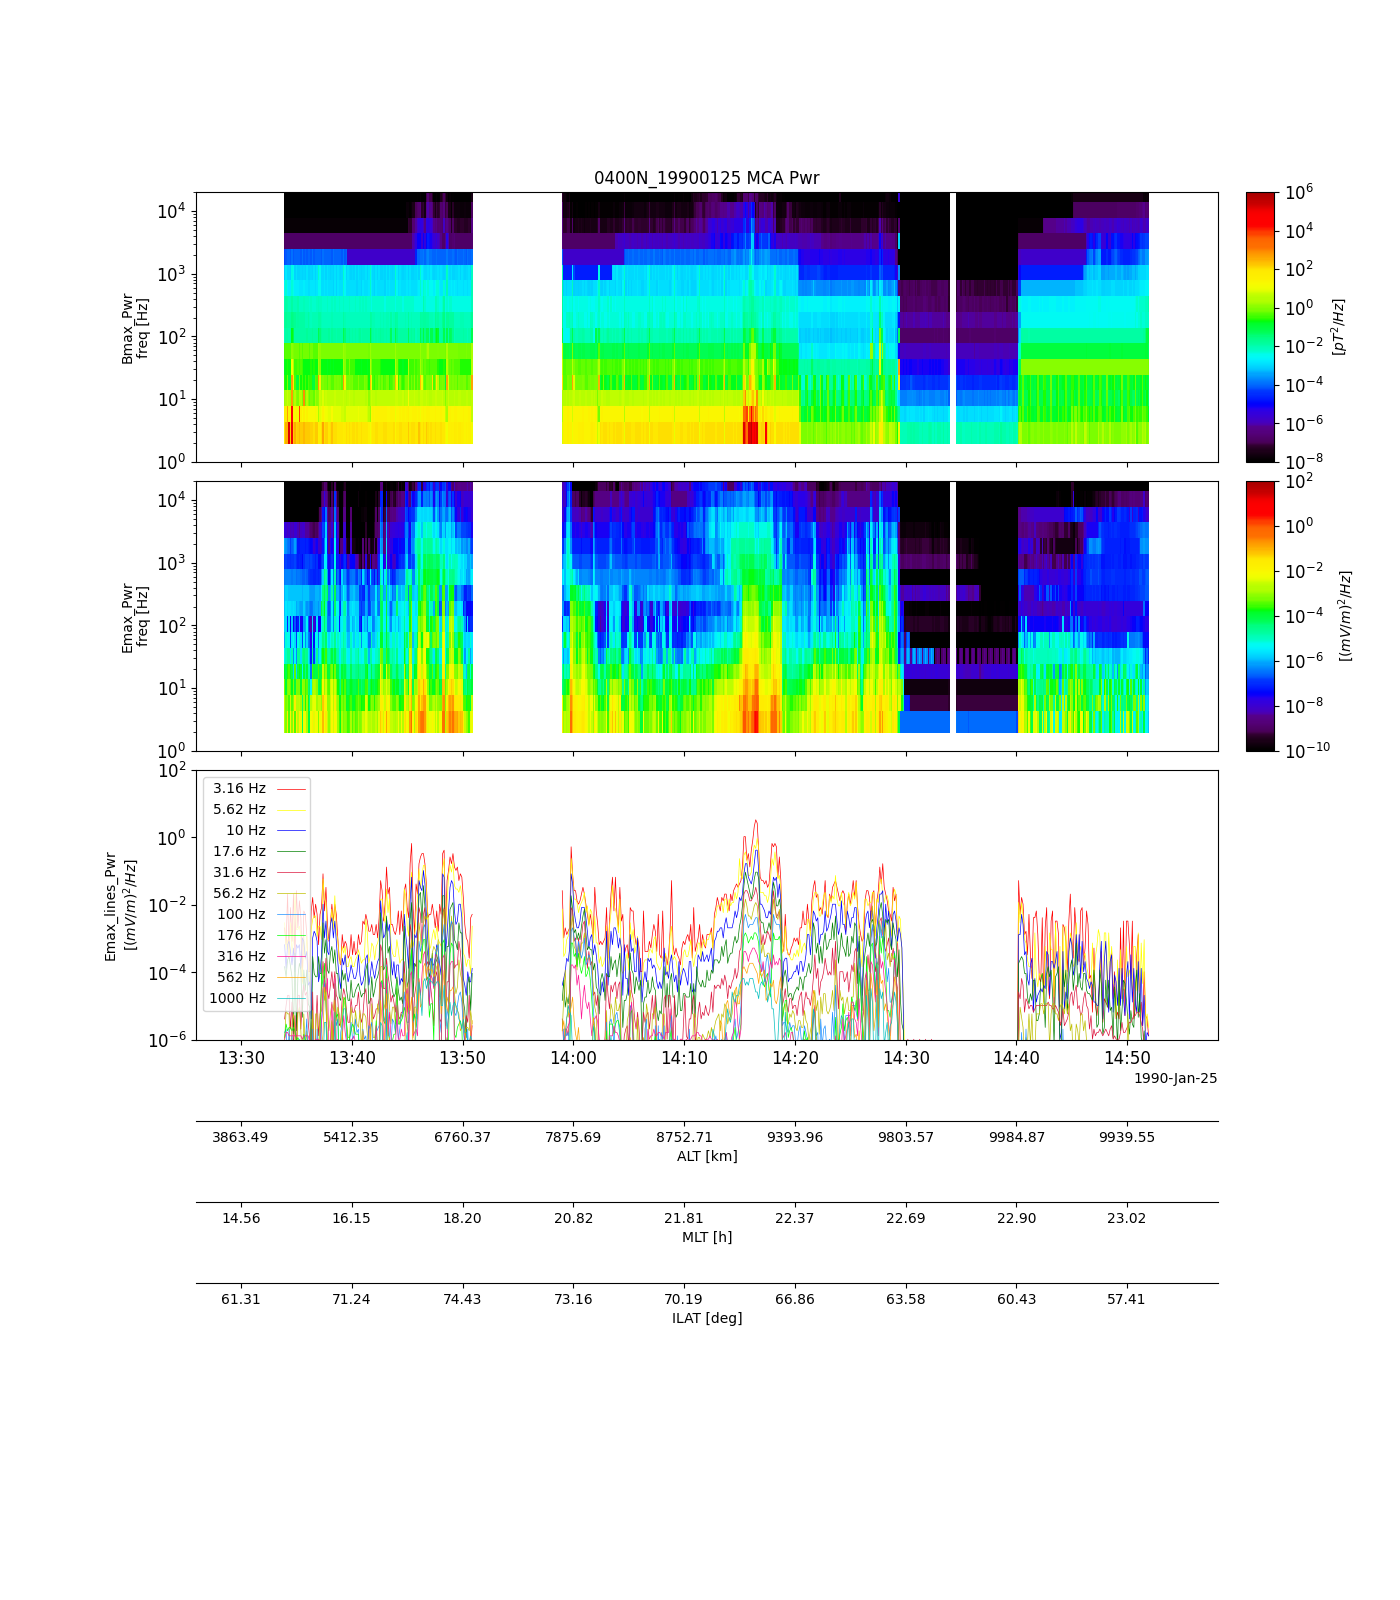 0400N_19900125 MCA Pwr
Bmax_Pwr
freq [Hz]
10^4
10^3
10^2
10^1
10^0
10^6
10^4
10^2
10^0
10^-2
10^-4
10^-6
10^-8
[pT^2/Hz]
Emax_Pwr
freq [Hz]
10^4
10^3
10^2
10^1
10^0
10^2
10^0
10^-2
10^-4
10^-6
10^-8
10^-10
[(mV/m)^2/Hz]
Emax_lines_Pwr
[(mV/m)^2/Hz]
10^2
10^0
10^-2
10^-4
10^-6
3.16 Hz
5.62 Hz
10 Hz
17.6 Hz
31.6 Hz
56.2 Hz
100 Hz
176 Hz
316 Hz
562 Hz
1000 Hz
13:30 13:40 13:50 14:00 14:10 14:20 14:30 14:40 14:50
1990-Jan-25
3863.49 5412.35 6760.37 7875.69 8752.71 9393.96 9803.57 9984.87 9939.55
ALT [km]
14.56 16.15 18.20 20.82 21.81 22.37 22.69 22.90 23.02
MLT [h]
61.31 71.24 74.43 73.16 70.19 66.86 63.58 60.43 57.41
ILAT [deg]